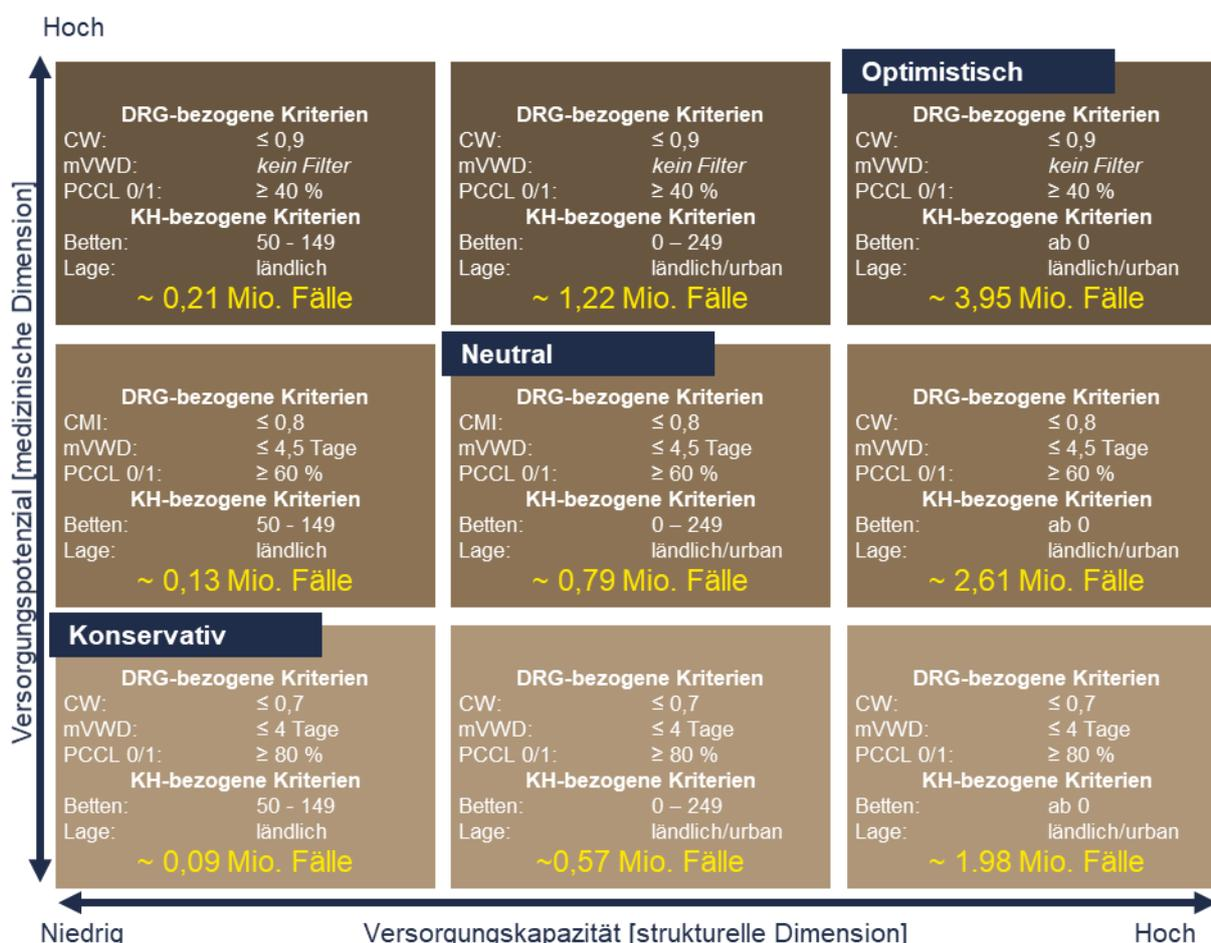 Hoch
Versorgungspotenzial [medizinische Dimension]
DRG-bezogene Kriterien
CW: ≤ 0,9
mVWD: kein Filter
PCCL 0/1: ≥ 40 %
KH-bezogene Kriterien
Betten: 50 - 149
Lage: ländlich
~ 0,21 Mio. Fälle
DRG-bezogene Kriterien
CW: ≤ 0,9
mVWD: kein Filter
PCCL 0/1: ≥ 40 %
KH-bezogene Kriterien
Betten: 0 – 249
Lage: ländlich/urban
~ 1,22 Mio. Fälle
Optimistisch
DRG-bezogene Kriterien
CW: ≤ 0,9
mVWD: kein Filter
PCCL 0/1: ≥ 40 %
KH-bezogene Kriterien
Betten: ab 0
Lage: ländlich/urban
~ 3,95 Mio. Fälle
DRG-bezogene Kriterien
CMI: ≤ 0,8
mVWD: ≤ 4,5 Tage
PCCL 0/1: ≥ 60 %
KH-bezogene Kriterien
Betten: 50 - 149
Lage: ländlich
~ 0,13 Mio. Fälle
Neutral
DRG-bezogene Kriterien
CMI: ≤ 0,8
mVWD: ≤ 4,5 Tage
PCCL 0/1: ≥ 60 %
KH-bezogene Kriterien
Betten: 0 – 249
Lage: ländlich/urban
~ 0,79 Mio. Fälle
DRG-bezogene Kriterien
CW: ≤ 0,8
mVWD: ≤ 4,5 Tage
PCCL 0/1: ≥ 60 %
KH-bezogene Kriterien
Betten: ab 0
Lage: ländlich/urban
~ 2,61 Mio. Fälle
Konservativ
DRG-bezogene Kriterien
CW: ≤ 0,7
mVWD: ≤ 4 Tage
PCCL 0/1: ≥ 80 %
KH-bezogene Kriterien
Betten: 50 - 149
Lage: ländlich
~ 0,09 Mio. Fälle
DRG-bezogene Kriterien
CW: ≤ 0,7
mVWD: ≤ 4 Tage
PCCL 0/1: ≥ 80 %
KH-bezogene Kriterien
Betten: 0 – 249
Lage: ländlich/urban
~0,57 Mio. Fälle
DRG-bezogene Kriterien
CW: ≤ 0,7
mVWD: ≤ 4 Tage
PCCL 0/1: ≥ 80 %
KH-bezogene Kriterien
Betten: ab 0
Lage: ländlich/urban
~ 1.98 Mio. Fälle
Niedrig
Versorgungskapazität [strukturelle Dimension]
Hoch